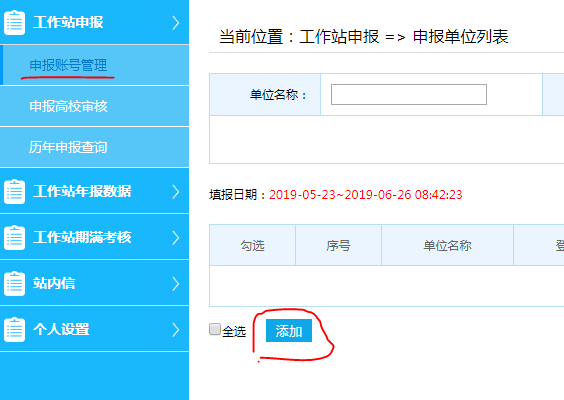 工作站申报
申报账号管理
申报高校审核
历年申报查询
工作站年报数据
工作站期满考核
站内信
个人设置
当前位置：工作站申报 => 申报单位列表
单位名称：
填报日期：2019-05-23~2019-06-26 08:42:23
勾选 序号 单位名称
全选 添加